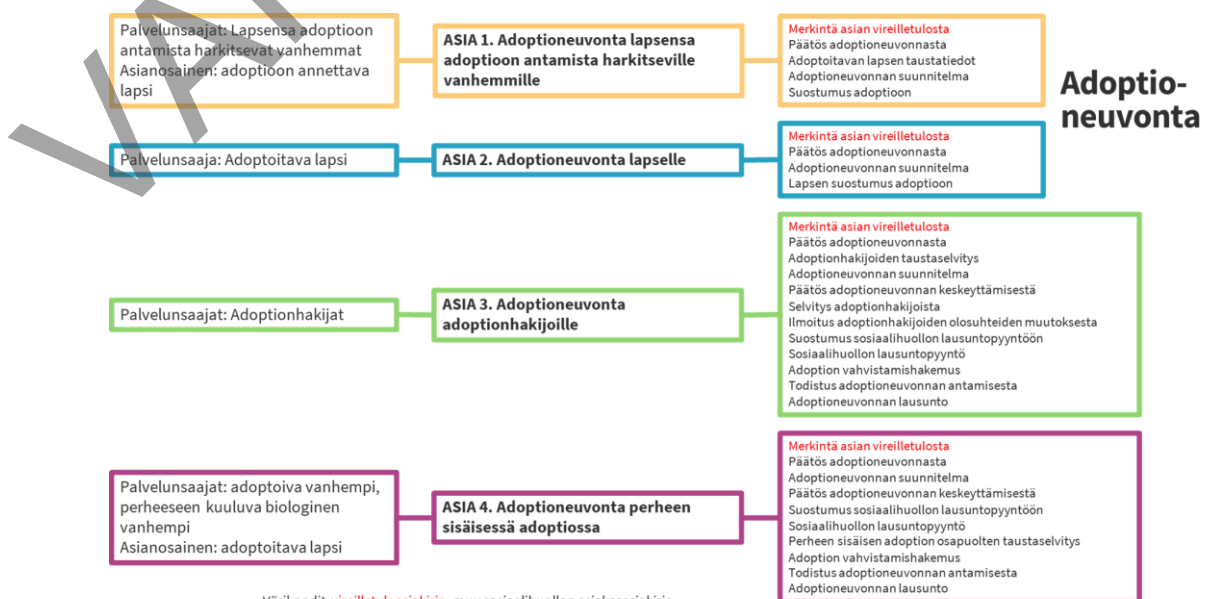 Palvelunsaajat: Lapsensa adoptioon
antamista harkitsevat vanhemmat
Asianosainen: adoptioon annettava
lapsi
ASIA 1. Adoptioneuvonta lapsensa
adoptioon antamista harkitseville
vanhemmille
Merkintä asian vireilletulosta
Päätös adoptioneuvonnasta
Adoptoitavan lapsen taustatiedot
Adoptioneuvonnan suunnitelma
Suostumus adoptioon
Adoptio-
neuvonta
Palvelunsaaja: Adoptoitava lapsi
ASIA 2. Adoptioneuvonta lapselle
Merkintä asian vireilletulosta
Päätös adoptioneuvonnasta
Adoptioneuvonnan suunnitelma
Lapsen suostumus adoptioon
Palvelunsaajat: Adoptionhakijat
ASIA 3. Adoptioneuvonta
adoptionhakijoille
Merkintä asian vireilletulosta
Päätös adoptioneuvonnasta
Adoptionhakijoiden taustaselvitys
Adoptioneuvonnan suunnitelma
Päätös adoptioneuvonnan keskeyttämisestä
Selvitys adoptionhakijoista
Ilmoitus adoptionhakijoiden olosuhteiden muutoksesta
Suostumus sosiaalihuollon lausuntopyyntöön
Sosiaalihuollon lausuntopyyntö
Adoption vahvistamishakemus
Todistus adoptioneuvonnan antamisesta
Adoptioneuvonnan lausunto
Palvelunsaajat: adoptoiva vanhempi,
perheeseen kuuluva biologinen
vanhempi
Asianosainen: adoptoitava lapsi
ASIA 4. Adoptioneuvonta perheen
sisäisessä adoptiossa
Merkintä asian vireilletulosta
Päätös adoptioneuvonnasta
Adoptioneuvonnan suunnitelma
Päätös adoptioneuvonnan keskeyttämisestä
Suostumus sosiaalihuollon lausuntopyyntöön
Sosiaalihuollon lausuntopyyntö
Perheen sisäisen adoption osapuolten taustaselvitys
Adoption vahvistamishakemus
Todistus adoptioneuvonnan antamisesta
Adoptioneuvonnan lausunto